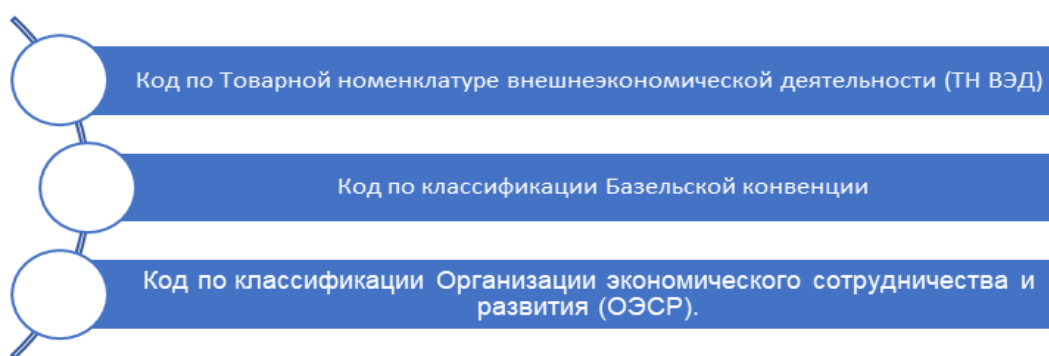 Код по Товарной номенклатуре внешнеэкономической деятельности (ТН ВЭД)
Код по классификации Базельской конвенции
Код по классификации Организации экономического сотрудничества и
развития (ОЭСР).